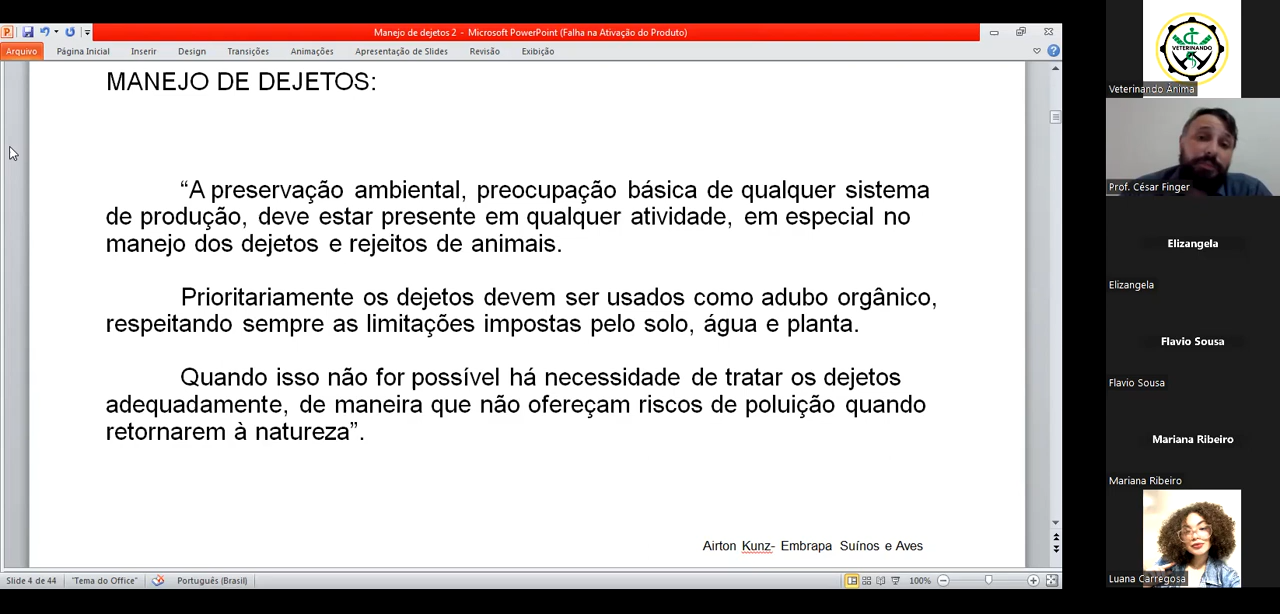 Manejo de dejetos 2 - Microsoft PowerPoint (Falha na Ativação do Produto)
Arquivo Página Inicial Inserir Design Transições Animações Apresentação de Slides Revisão Exibição
MANEJO DE DEJETOS:
“A preservação ambiental, preocupação básica de qualquer sistema
de produção, deve estar presente em qualquer atividade, em especial no
manejo dos dejetos e rejeitos de animais.
Prioritariamente os dejetos devem ser usados como adubo orgânico,
respeitando sempre as limitações impostas pelo solo, água e planta.
Quando isso não for possível há necessidade de tratar os dejetos
adequadamente, de maneira que não ofereçam riscos de poluição quando
retornarem à natureza”.
Airton Kunz- Embrapa Suínos e Aves
Slide 4 de 44 "Tema do Office" Português (Brasil) 100%
VETERINANDO
Veterinando Anima
Prof. César Finger
Elizangela
Elizangela
Flavio Sousa
Flavio Sousa
Mariana Ribeiro
Mariana Ribeiro
Luana Carregosa